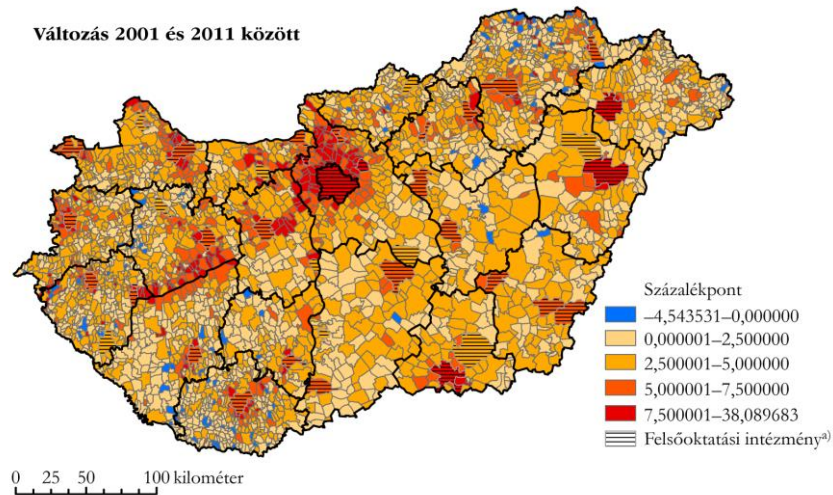 Változás 2001 és 2011 között
Százalékpont
–4,543531–0,000000
0,000001–2,500000
2,500001–5,000000
5,000001–7,500000
7,500001–38,089683
Felsőoktatási intézményᵃ⁾
0 25 50 100 kilométer